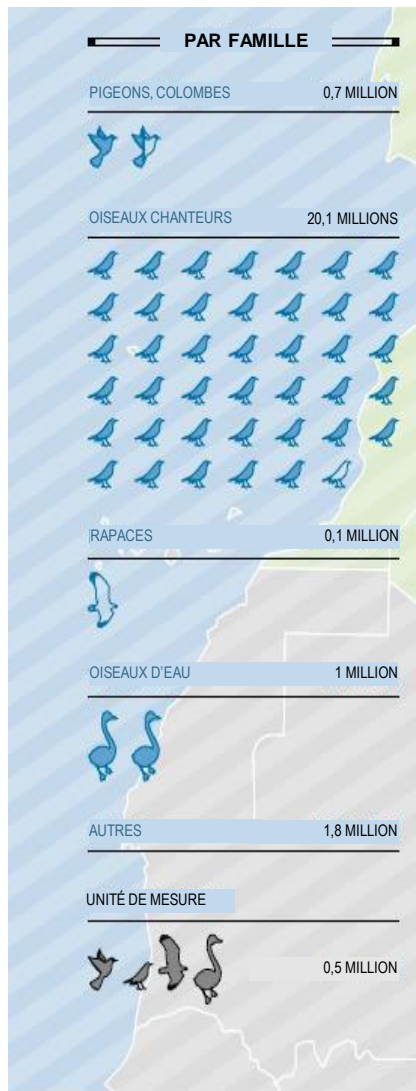 PAR FAMILLE
PIGEONS, COLOMBES 0,7 MILLION
OISEAUX CHANTEURS 20,1 MILLIONS
RAPACES 0,1 MILLION
OISEAUX D'EAU 1 MILLION
AUTRES 1,8 MILLION
UNITÉ DE MESURE
0,5 MILLION